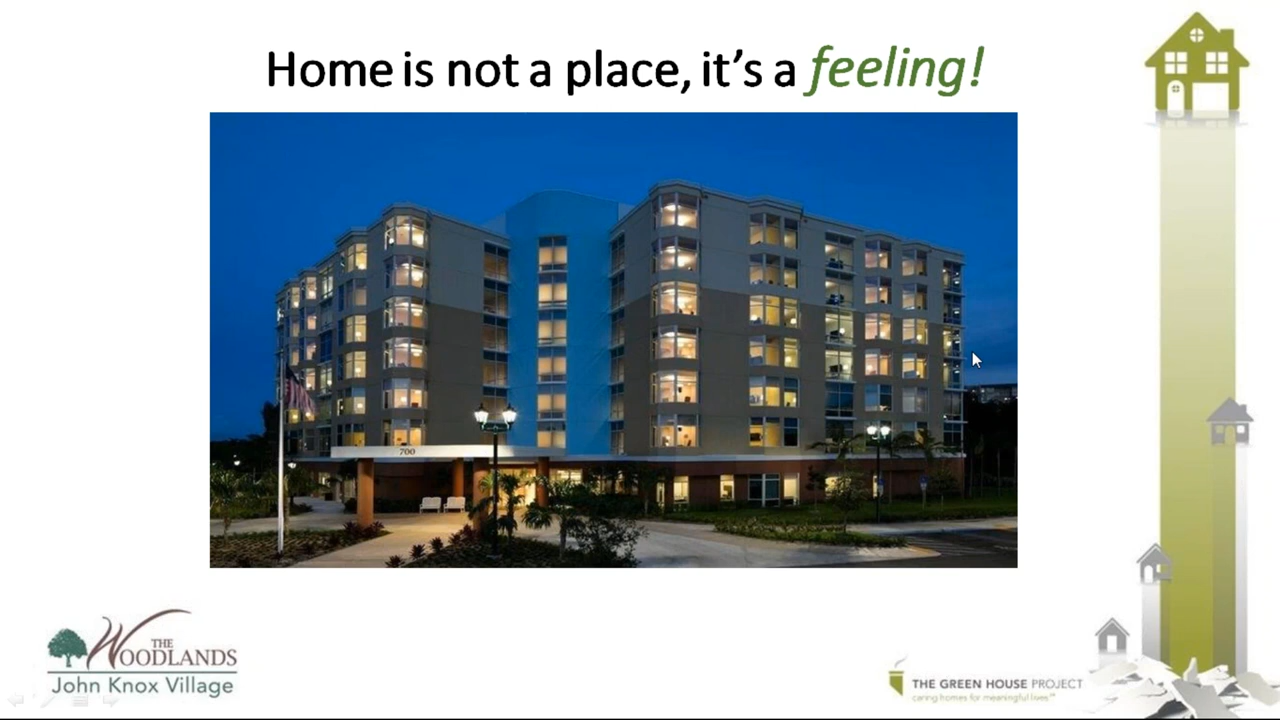 Home is not a place, it's a feeling!
700
THE
WOODLANDS
John Knox Village
THE GREEN HOUSE PROJECT
caring homes for meaningful lives℠